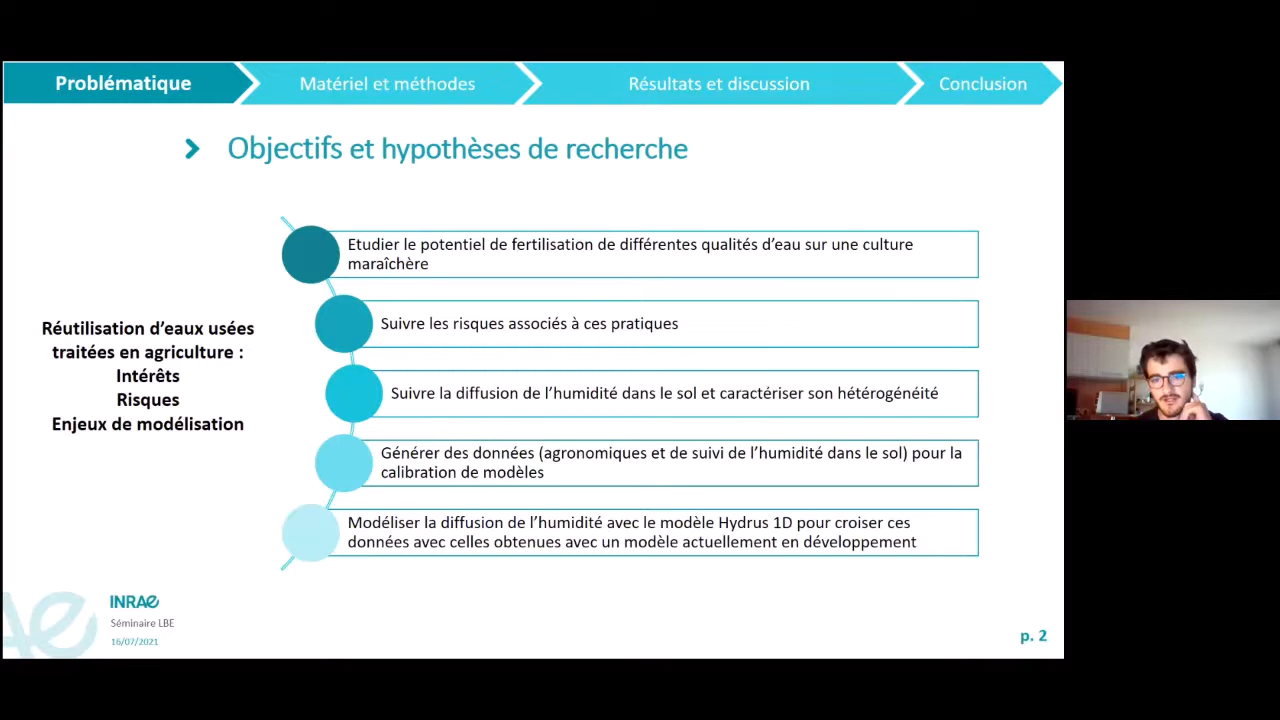 Problématique
Matériel et méthodes
Résultats et discussion
Conclusion
Objectifs et hypothèses de recherche
Réutilisation d'eaux usées
traitées en agriculture :
Intérêts
Risques
Enjeux de modélisation
Etudier le potentiel de fertilisation de différentes qualités d'eau sur une culture
maraîchère
Suivre les risques associés à ces pratiques
Suivre la diffusion de l'humidité dans le sol et caractériser son hétérogénéité
Générer des données (agronomiques et de suivi de l'humidité dans le sol) pour la
calibration de modèles
Modéliser la diffusion de l'humidité avec le modèle Hydrus 1D pour croiser ces
données avec celles obtenues avec un modèle actuellement en développement
INRAE
Séminaire LBE
16/07/2021
p. 2